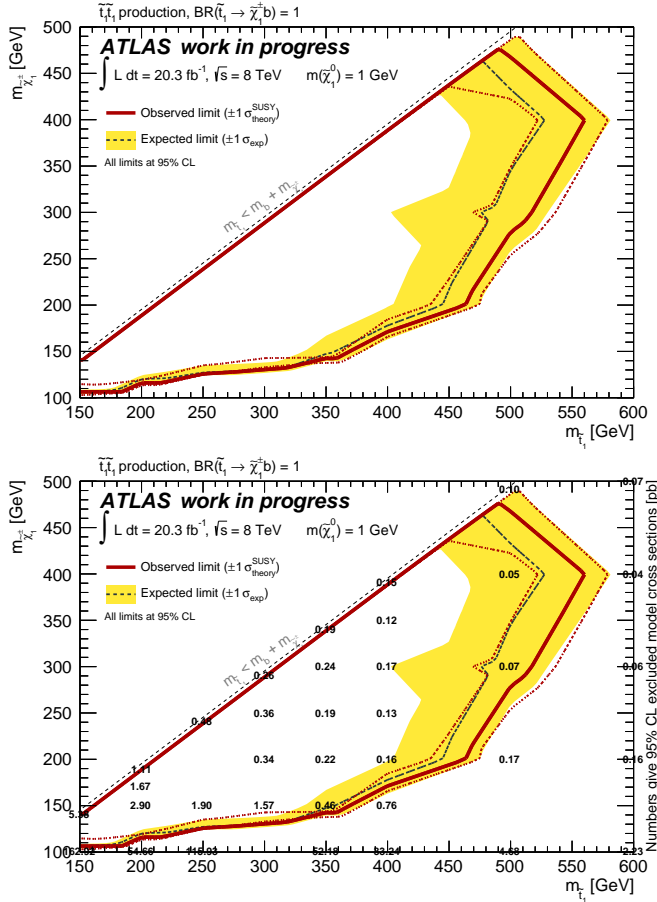 t̃₁t̃₁ production, BR(t̃₁ → χ̃₁± b) = 1
m_χ̃₁± [GeV]
500
450
400
350
300
250
200
150
100
ATLAS work in progress
∫ L dt = 20.3 fb⁻¹, √s = 8 TeV m(χ̃₁⁰) = 1 GeV
Observed limit (±1 σ_theory^SUSY)
Expected limit (±1 σ_exp)
All limits at 95% CL
m_t̃₁ < m_b + m_χ̃₁±
150 200 250 300 350 400 450 500 550 600
m_t̃₁ [GeV]
t̃₁t̃₁ production, BR(t̃₁ → χ̃₁± b) = 1
m_χ̃₁± [GeV]
500
450
400
350
300
250
200
150
100
ATLAS work in progress
∫ L dt = 20.3 fb⁻¹, √s = 8 TeV m(χ̃₁⁰) = 1 GeV
Observed limit (±1 σ_theory^SUSY)
Expected limit (±1 σ_exp)
All limits at 95% CL
m_t̃₁ < m_b + m_χ̃₁±
0.10 0.07
0.05 0.04
0.12
0.19
0.24 0.17 0.07 0.06
0.36 0.19 0.13
1.11 0.34 0.22 0.16 0.17 0.16
1.67
2.90 1.90 1.57 0.46 0.76
4.68 2.23
150 200 250 300 350 400 450 500 550 600
m_t̃₁ [GeV]
Numbers give 95% CL excluded model cross sections [pb]